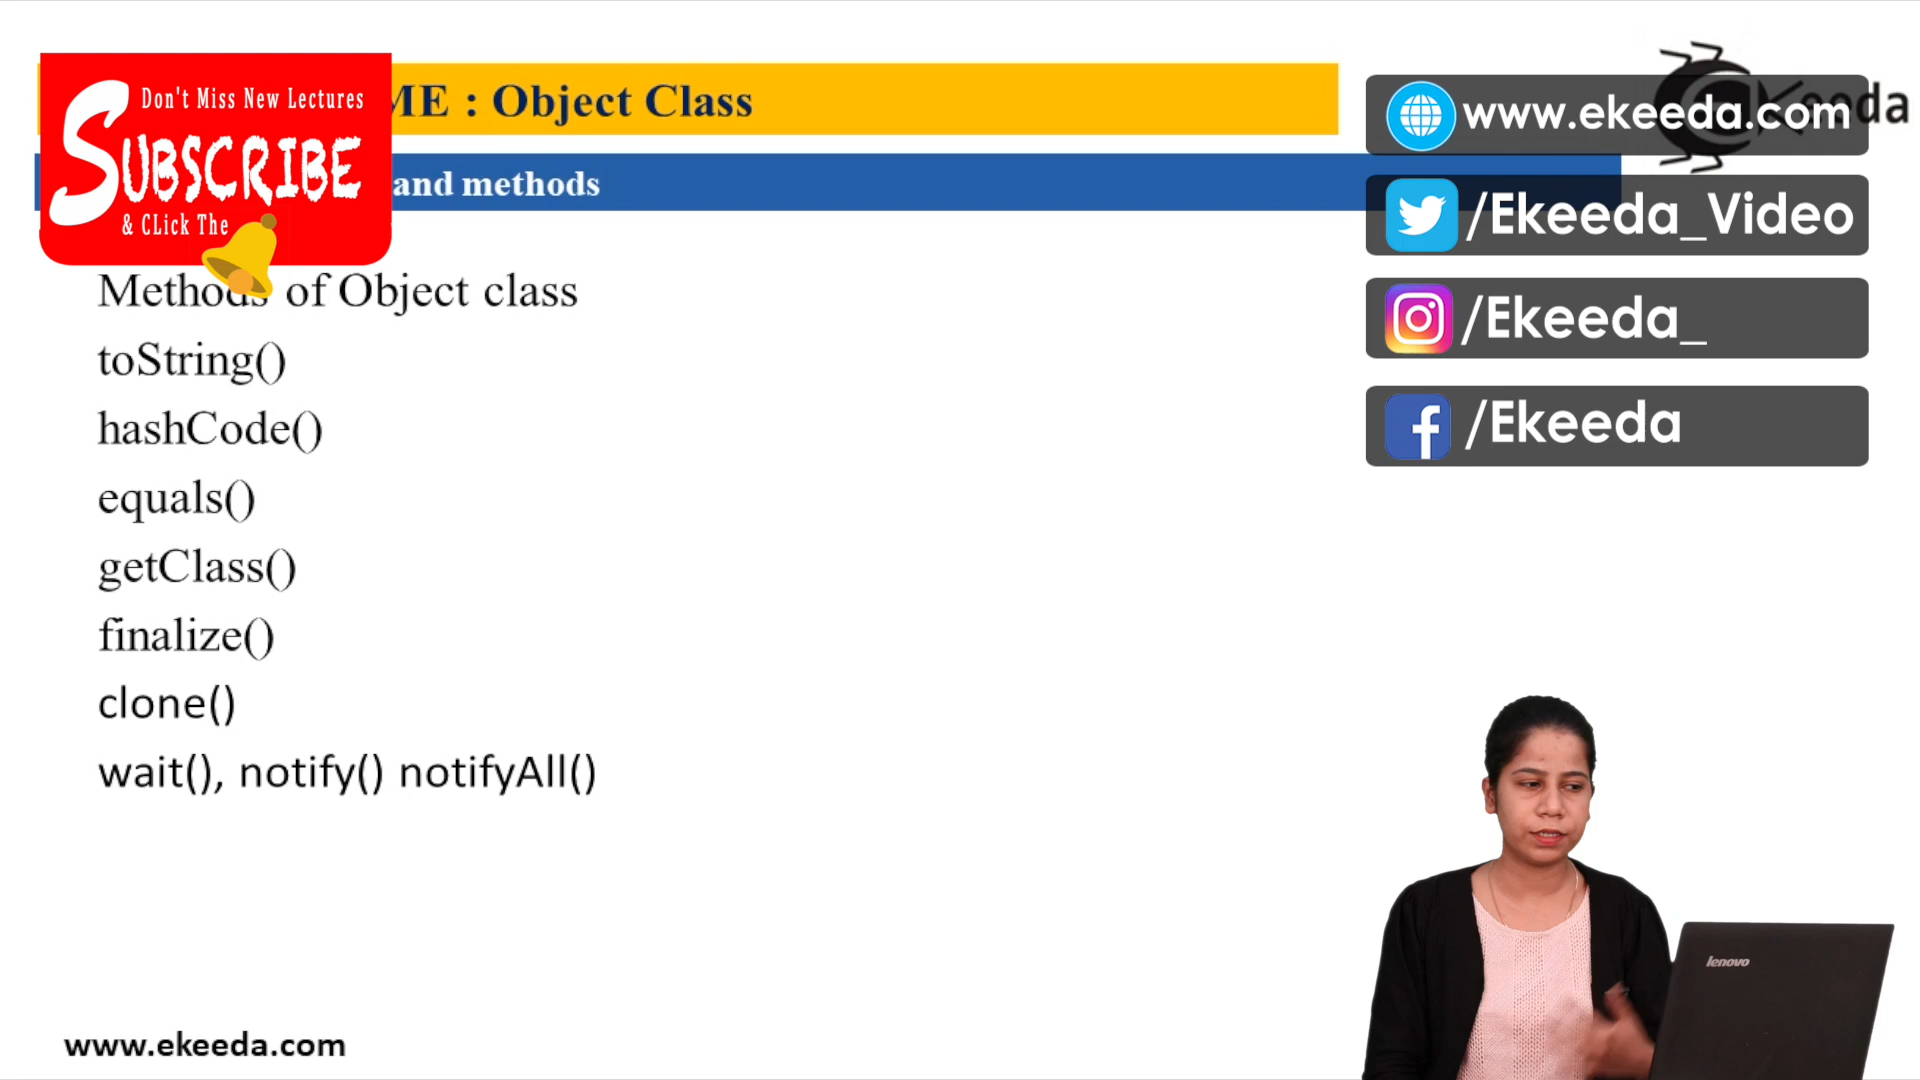 Don't Miss New Lectures
SUBSCRIBE
& CLick The
ME : Object Class
and methods
Methods of Object class
toString()
hashCode()
equals()
getClass()
finalize()
clone()
wait(), notify() notifyAll()
www.ekeeda.com
www.ekeeda.com
/Ekeeda_Video
/Ekeeda_
/Ekeeda
lenovo